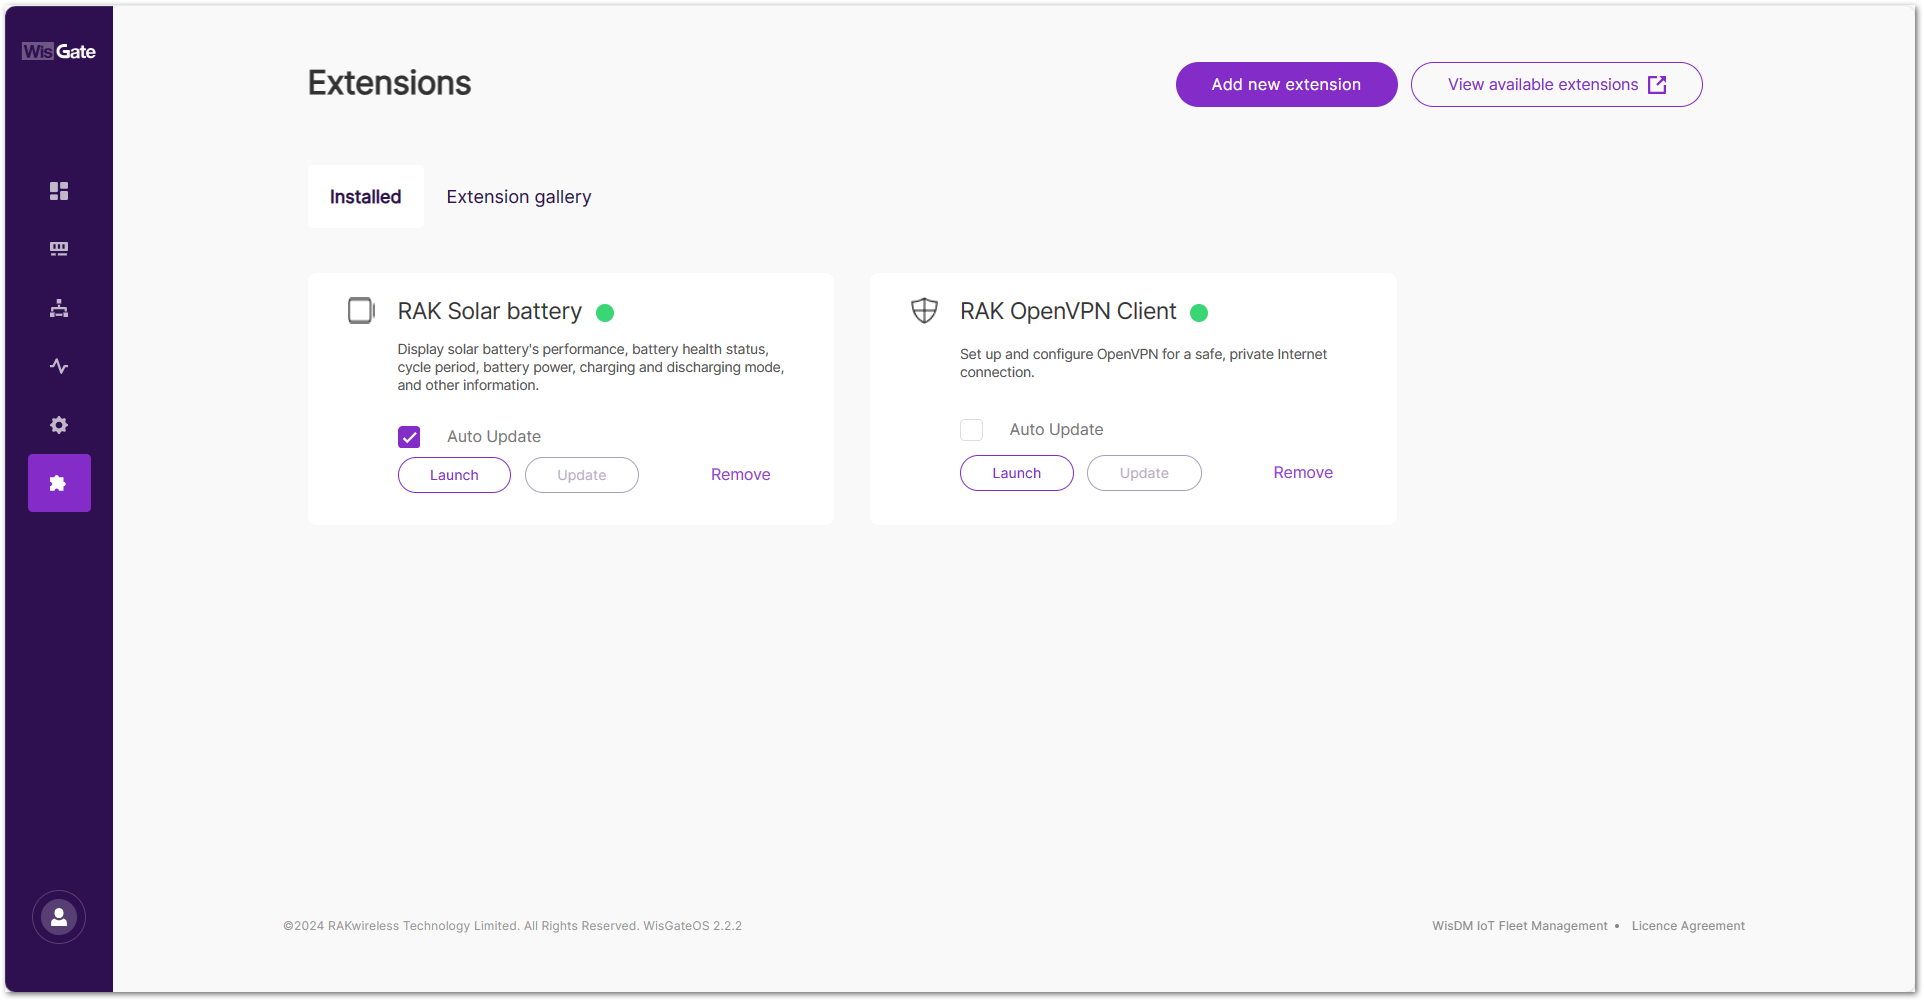 WisGate
Extensions
Add new extension
View available extensions
Installed
Extension gallery
RAK Solar battery
Display solar battery's performance, battery health status,
cycle period, battery power, charging and discharging mode,
and other information.
Auto Update
Launch
Update
Remove
RAK OpenVPN Client
Set up and configure OpenVPN for a safe, private Internet
connection.
Auto Update
Launch
Update
Remove
©2024 RAKwireless Technology Limited. All Rights Reserved. WisGateOS 2.2.2
WisDM IoT Fleet Management • Licence Agreement